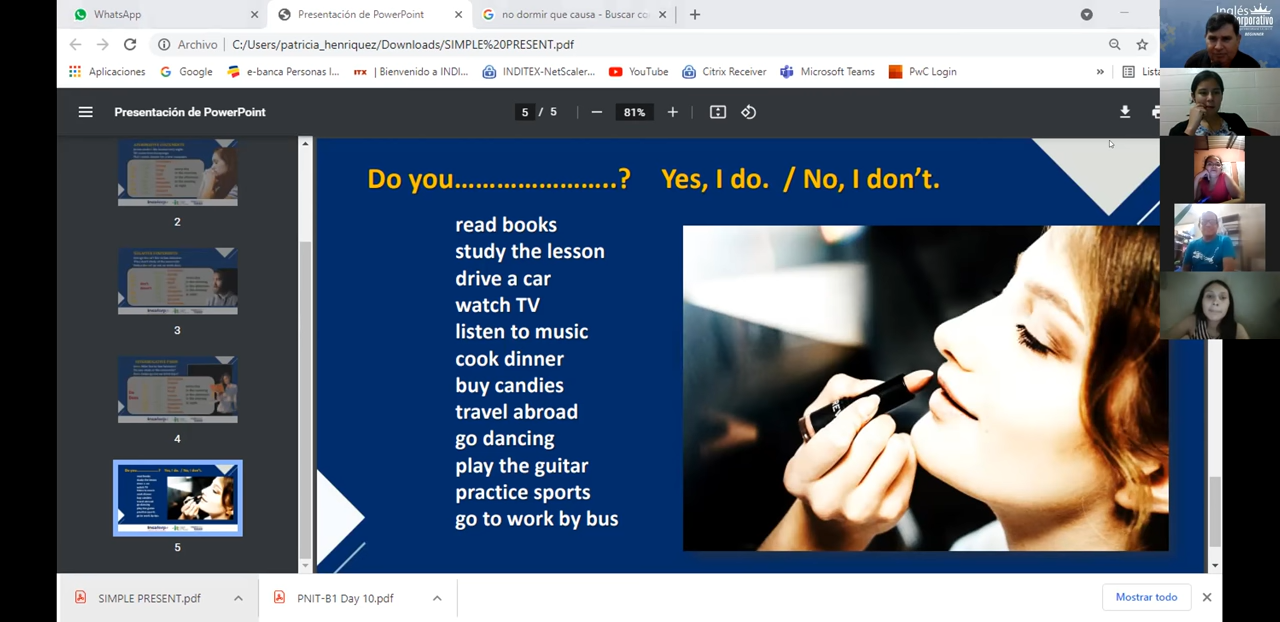 WhatsApp
Presentación de PowerPoint
no dormir que causa - Buscar co
Archivo
C:/Users/patricia_henriquez/Downloads/SIMPLE%20PRESENT.pdf
Aplicaciones
Google
e-banca Personas I...
| Bienvenido a INDI...
INDITEX-NetScaler...
YouTube
Citrix Receiver
Microsoft Teams
PwC Login
»
Lista
Presentación de PowerPoint
5 / 5
81%
2
3
4
5
Do you......................? Yes, I do. / No, I don't.
read books
study the lesson
drive a car
watch TV
listen to music
cook dinner
buy candies
travel abroad
go dancing
play the guitar
practice sports
go to work by bus
Inglés
SIMPLE PRESENT.pdf
PNIT-B1 Day 10.pdf
Mostrar todo